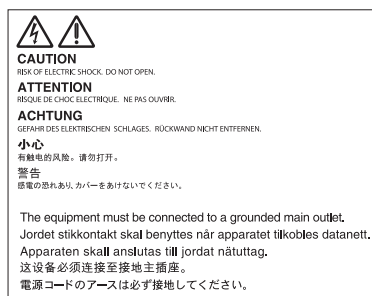 CAUTION
RISK OF ELECTRIC SHOCK. DO NOT OPEN.
ATTENTION
RISQUE DE CHOC ELECTRIQUE. NE PAS OUVRIR.
ACHTUNG
GEFAHR DES ELEKTRISCHEN SCHLAGES. RÜCKWAND NICHT ENTFERNEN.
小心
有触电的风险。请勿打开。
警告
感電の恐れあり、カバーをあけないでください。
The equipment must be connected to a grounded main outlet.
Jordet stikkontakt skal benyttes når apparatet tilkobles datanett.
Apparaten skall anslutas till jordat nätuttag.
这设备必须连接至接地主插座。
電源コードのアースは必ず接地してください。